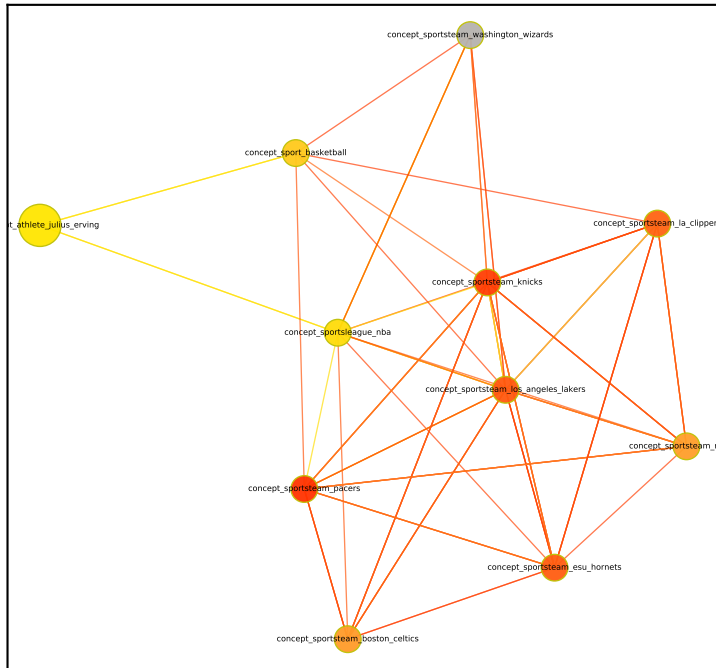 concept_sportsteam_washington_wizards
concept_sport_basketball
t_athlete_julius_erving
concept_sportsteam_la_clipper
concept_sportsteam_knicks
concept_sportsleague_nba
concept_sportsteam_los_angeles_lakers
concept_sportsteam_
concept_sportsteam_pacers
concept_sportsteam_esu_hornets
concept_sportsteam_boston_celtics